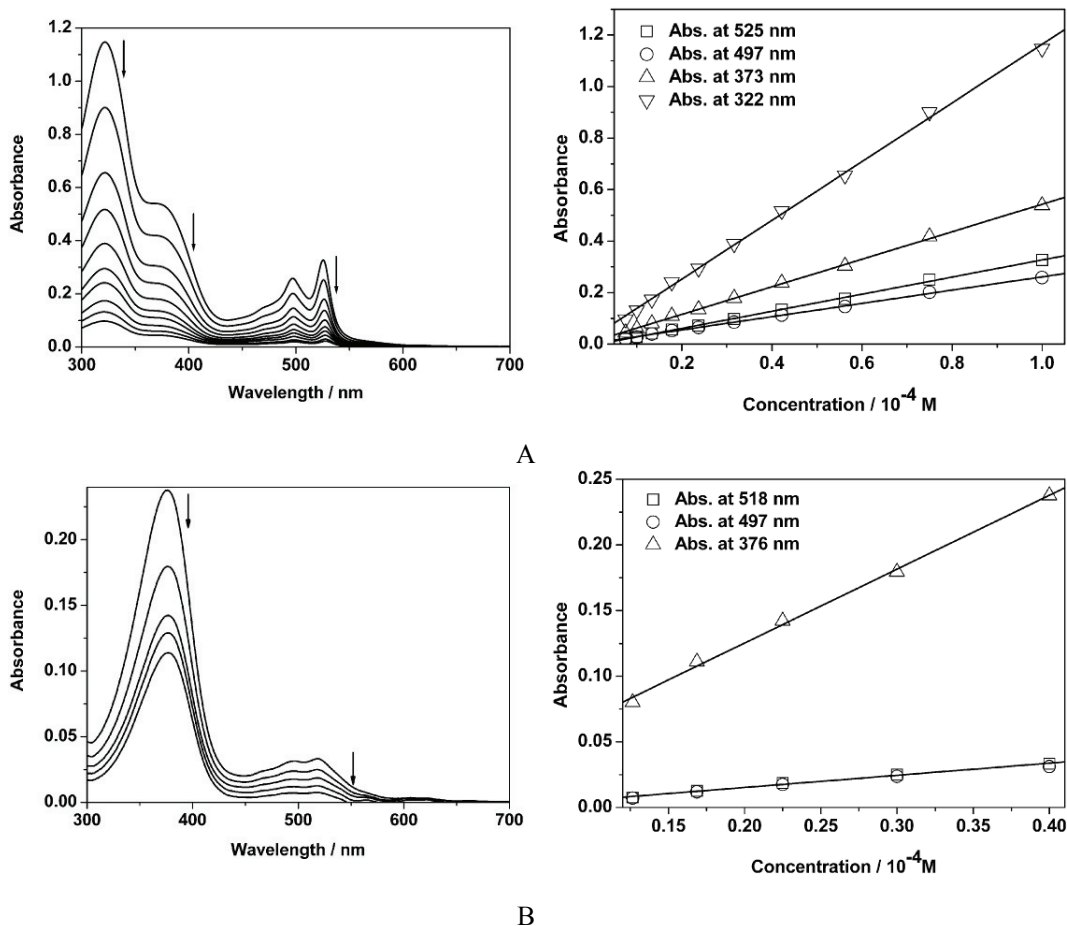 1.2
1.0
0.8
0.6
0.4
0.2
0.0
Absorbance
300 400 500 600 700
Wavelength / nm
1.2
1.0
0.8
0.6
0.4
0.2
0.0
Absorbance
Abs. at 525 nm
Abs. at 497 nm
Abs. at 373 nm
Abs. at 322 nm
0.2 0.4 0.6 0.8 1.0
Concentration / 10⁻⁴ M
A
0.20
0.15
0.10
0.05
0.00
Absorbance
300 400 500 600 700
Wavelength / nm
0.25
0.20
0.15
0.10
0.05
0.00
Absorbance
Abs. at 518 nm
Abs. at 497 nm
Abs. at 376 nm
0.15 0.20 0.25 0.30 0.35 0.40
Concentration / 10⁻⁴ M
B